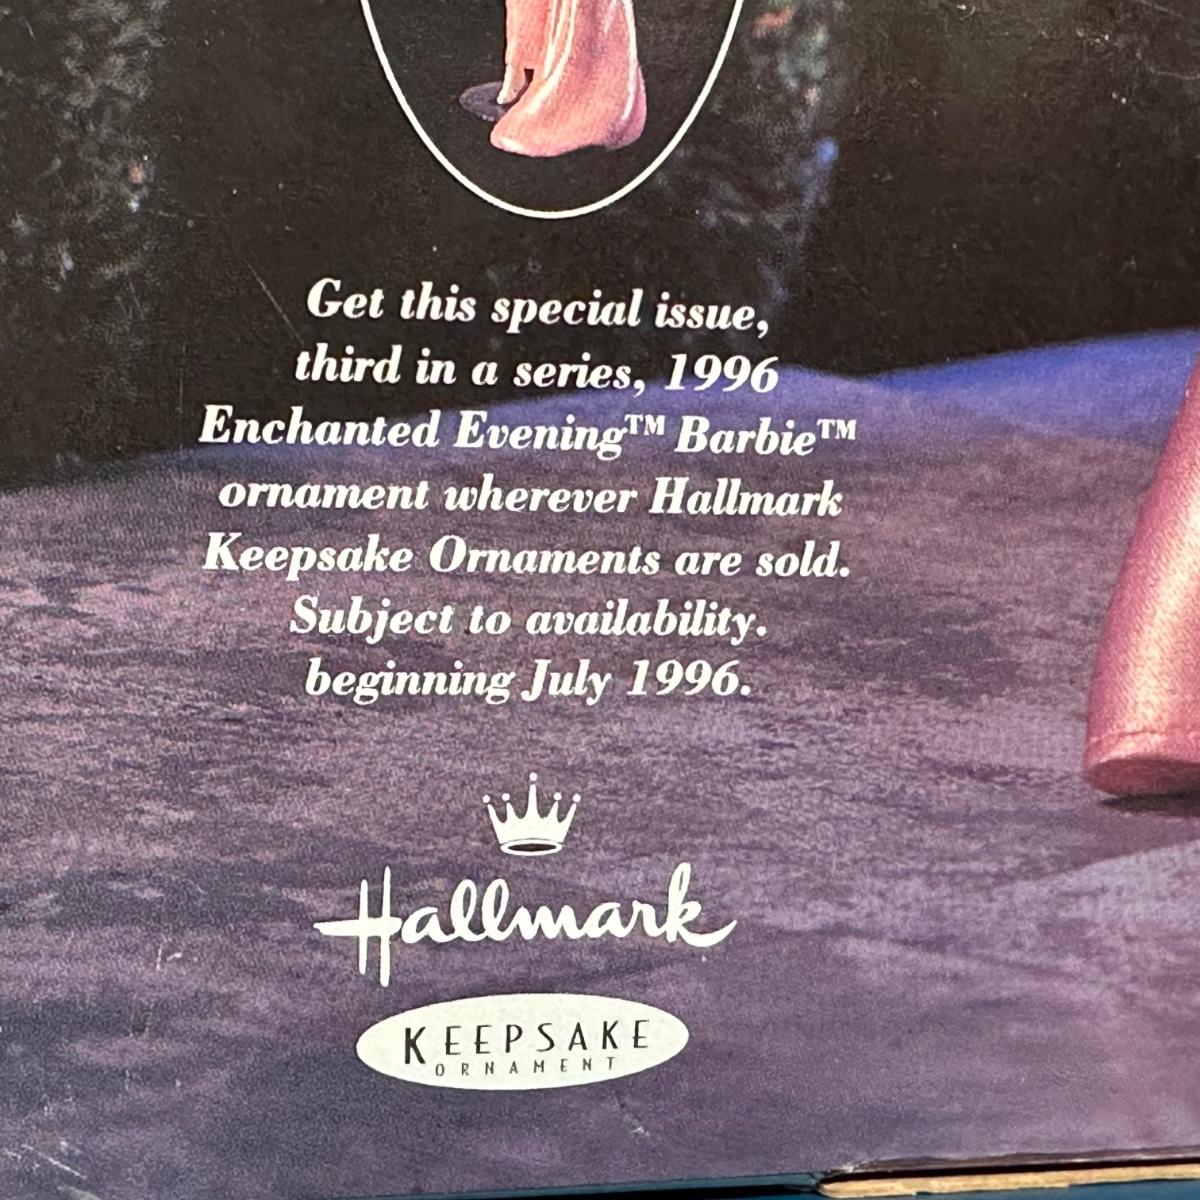 Get this special issue,
third in a series, 1996
Enchanted Evening™ Barbie™
ornament wherever Hallmark
Keepsake Ornaments are sold.
Subject to availability.
beginning July 1996.
Hallmark
KEEPSAKE
ORNAMENT